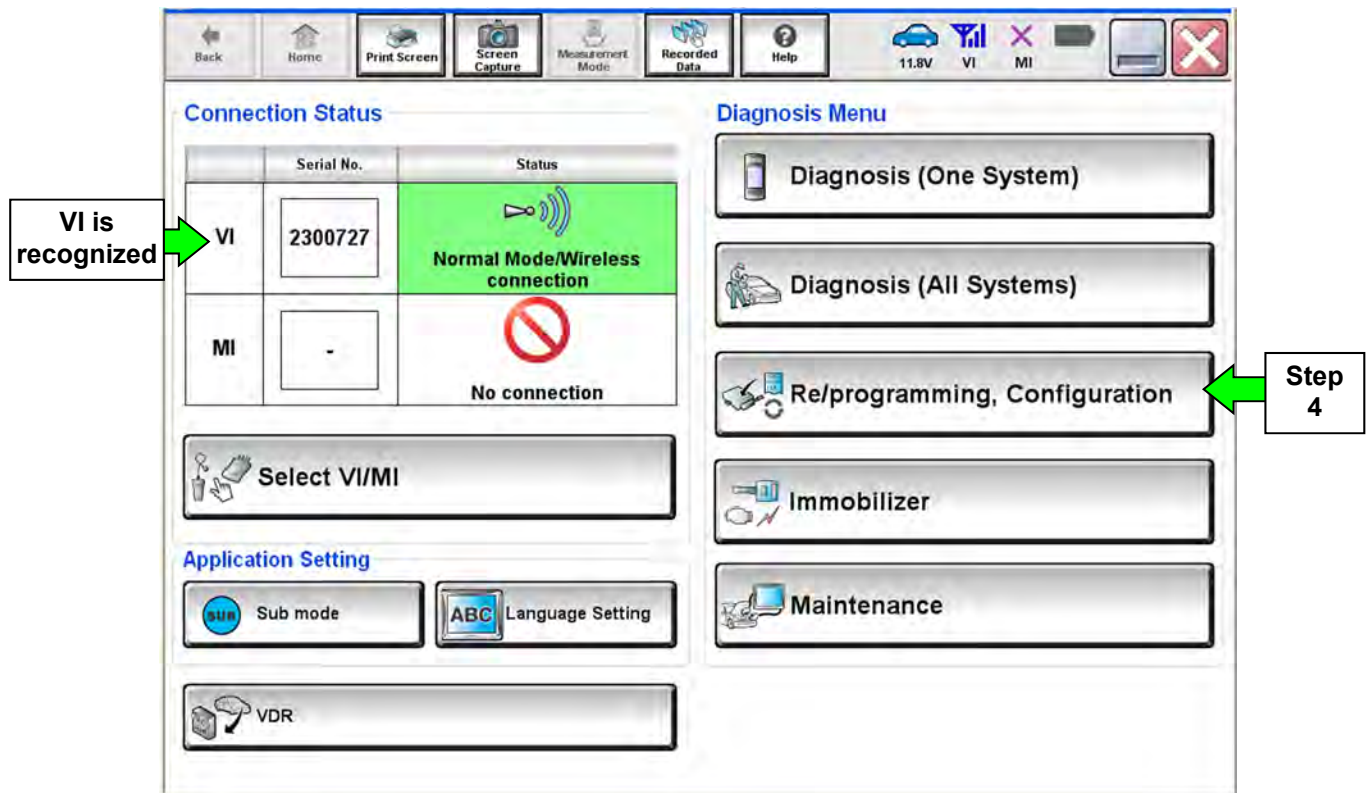 Back
Home
Print Screen
Screen
Capture
Measurement
Mode
Recorded
Data
Help
11.8V
VI
MI
Connection Status
Serial No.
Status
VI is
recognized
VI
2300727
Normal Mode/Wireless
connection
MI
-
No connection
Select VI/MI
Application Setting
SUB
Sub mode
ABC
Language Setting
VDR
Diagnosis Menu
Diagnosis (One System)
Diagnosis (All Systems)
Re/programming, Configuration
Step
4
Immobilizer
Maintenance